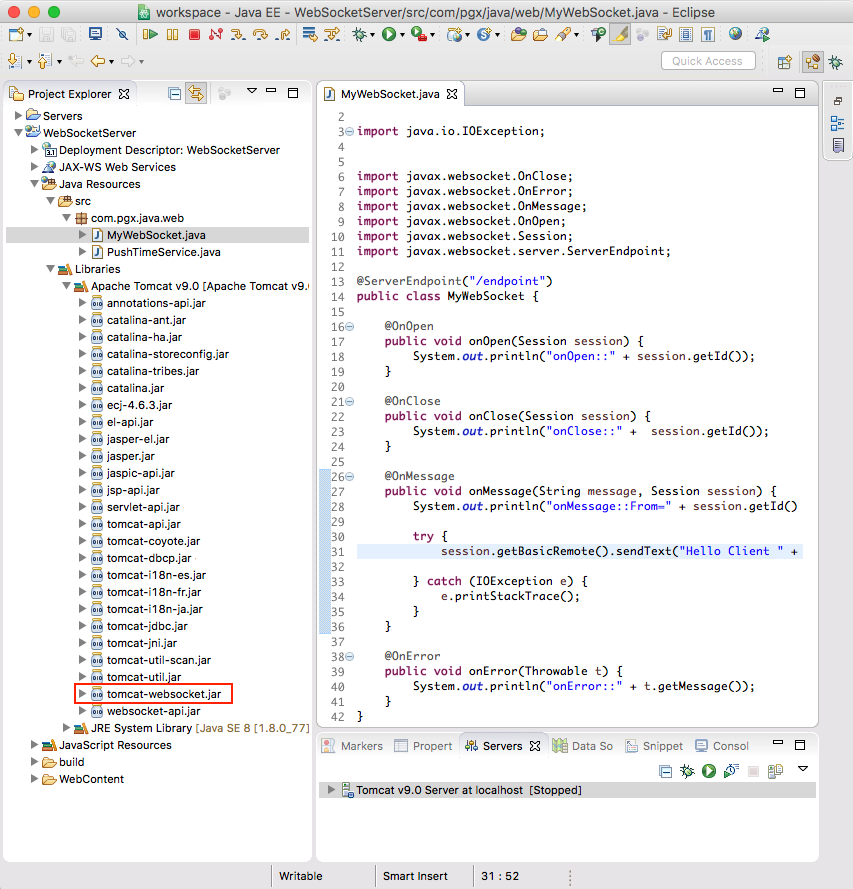 workspace - Java EE - WebSocketServer/src/com/pgx/java/web/MyWebSocket.java - Eclipse
Quick Access
Project Explorer
Servers
WebSocketServer
Deployment Descriptor: WebSocketServer
JAX-WS Web Services
Java Resources
src
com.pgx.java.web
MyWebSocket.java
PushTimeService.java
Libraries
Apache Tomcat v9.0 [Apache Tomcat v9.
annotations-api.jar
catalina-ant.jar
catalina-ha.jar
catalina-storeconfig.jar
catalina-tribes.jar
catalina.jar
ecj-4.6.3.jar
el-api.jar
jasper-el.jar
jasper.jar
jaspic-api.jar
jsp-api.jar
servlet-api.jar
tomcat-api.jar
tomcat-coyote.jar
tomcat-dbcp.jar
tomcat-i18n-es.jar
tomcat-i18n-fr.jar
tomcat-i18n-ja.jar
tomcat-jdbc.jar
tomcat-jni.jar
tomcat-util-scan.jar
tomcat-util.jar
tomcat-websocket.jar
websocket-api.jar
JRE System Library [Java SE 8 [1.8.0_77]
JavaScript Resources
build
WebContent
MyWebSocket.java
2
3 import java.io.IOException;
4
5
6 import javax.websocket.OnClose;
7 import javax.websocket.OnError;
8 import javax.websocket.OnMessage;
9 import javax.websocket.OnOpen;
10 import javax.websocket.Session;
11 import javax.websocket.server.ServerEndpoint;
12
13 @ServerEndpoint("/endpoint")
14 public class MyWebSocket {
15
16 @OnOpen
17 public void onOpen(Session session) {
18 System.out.println("onOpen::" + session.getId());
19 }
20
21 @OnClose
22 public void onClose(Session session) {
23 System.out.println("onClose::" +  session.getId());
24 }
25
26 @OnMessage
27 public void onMessage(String message, Session session) {
28 System.out.println("onMessage::From=" + session.getId()
29
30 try {
31 session.getBasicRemote().sendText("Hello Client " +
32
33 } catch (IOException e) {
34 e.printStackTrace();
35 }
36 }
37
38 @OnError
39 public void onError(Throwable t) {
40 System.out.println("onError::" + t.getMessage());
41 }
42 }
Markers Propert Servers Data So Snippet Consol
Tomcat v9.0 Server at localhost [Stopped]
Writable Smart Insert 31 : 52